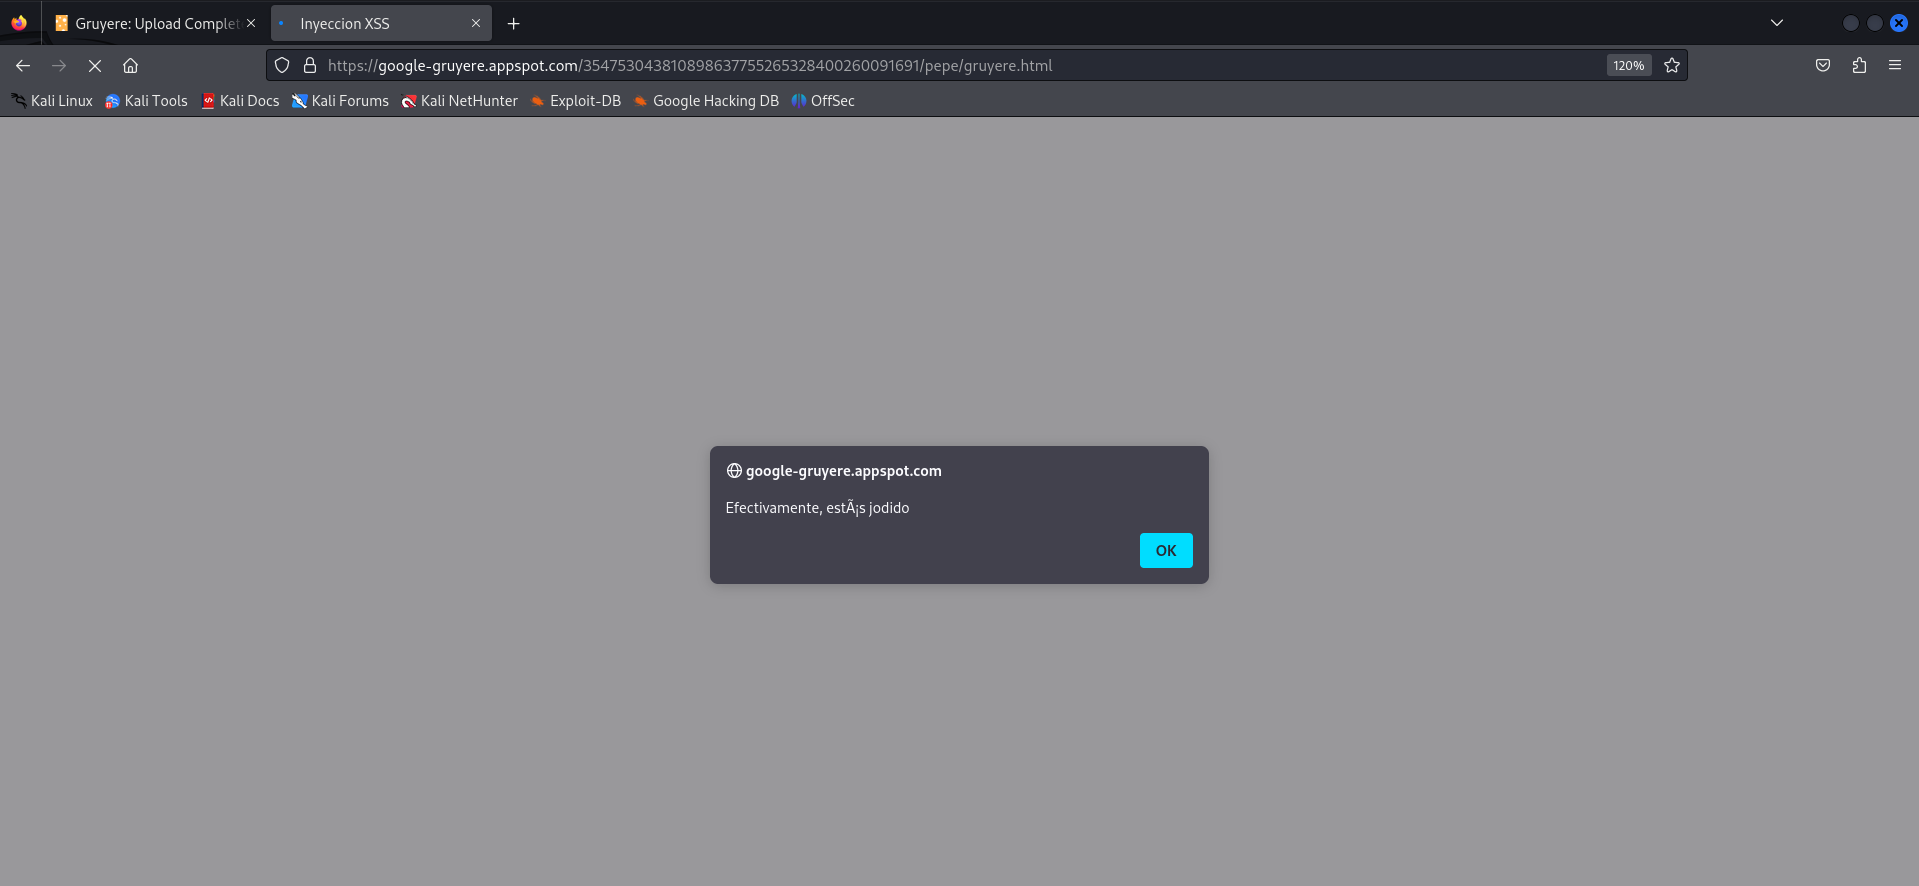 Gruyere: Upload Complet
Inyeccion XSS
https://google-gruyere.appspot.com/354753043810898637755265328400260091691/pepe/gruyere.html
120%
Kali Linux Kali Tools Kali Docs Kali Forums Kali NetHunter Exploit-DB Google Hacking DB OffSec
google-gruyere.appspot.com
Efectivamente, estÃ¡s jodido
OK